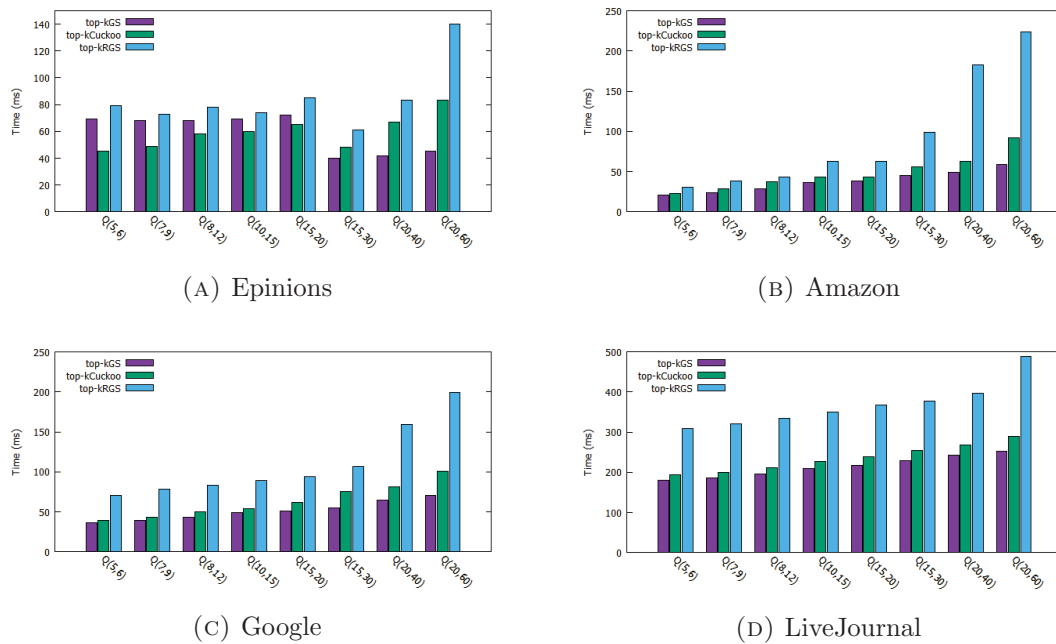 top-kGS
top-kCuckoo
top-kRGS
Time (ms)
140
120
100
80
60
40
20
0
Q(5,6) Q(7,9) Q(8,12) Q(10,15) Q(15,20) Q(15,30) Q(20,40) Q(20,60)
(A) Epinions
top-kGS
top-kCuckoo
top-kRGS
Time (ms)
250
200
150
100
50
0
Q(5,6) Q(7,9) Q(8,12) Q(10,15) Q(15,20) Q(15,30) Q(20,40) Q(20,60)
(B) Amazon
top-kGS
top-kCuckoo
top-kRGS
Time (ms)
250
200
150
100
50
0
Q(5,6) Q(7,9) Q(8,12) Q(10,15) Q(15,20) Q(15,30) Q(20,40) Q(20,60)
(C) Google
top-kGS
top-kCuckoo
top-kRGS
Time (ms)
500
400
300
200
100
0
Q(5,6) Q(7,9) Q(8,12) Q(10,15) Q(15,20) Q(15,30) Q(20,40) Q(20,60)
(D) LiveJournal